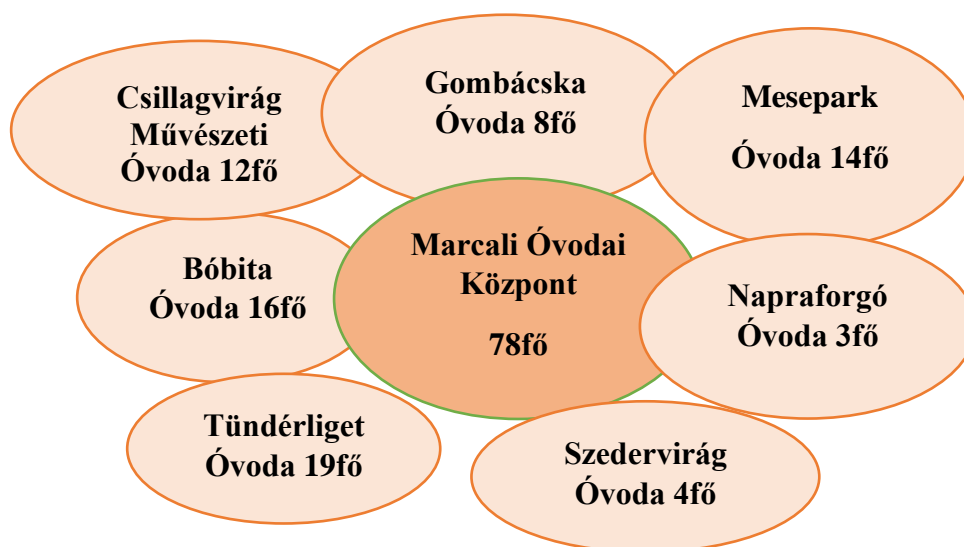 Csillagvirág
Művészeti
Óvoda 12fő
Gombácska
Óvoda 8fő
Mesepark
Óvoda 14fő
Bóbita
Óvoda 16fő
Marcali Óvodai
Központ
78fő
Napraforgó
Óvoda 3fő
Tündérliget
Óvoda 19fő
Szedervirág
Óvoda 4fő